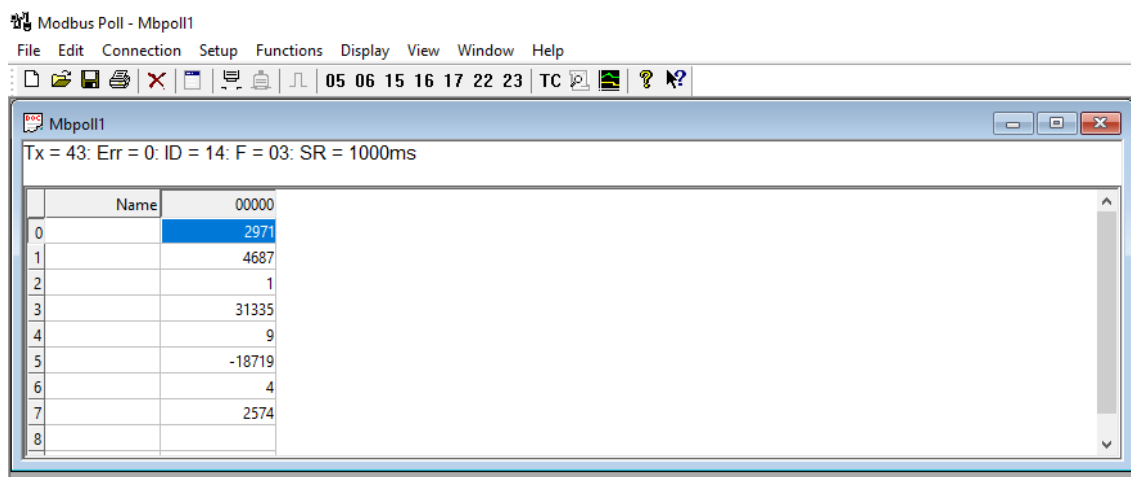 Modbus Poll - Mbpoll1
File Edit Connection Setup Functions Display View Window Help
05 06 15 16 17 22 23 TC
Mbpoll1
Tx = 43: Err = 0: ID = 14: F = 03: SR = 1000ms
Name 00000
0 2971
1 4687
2 1
3 31335
4 9
5 -18719
6 4
7 2574
8